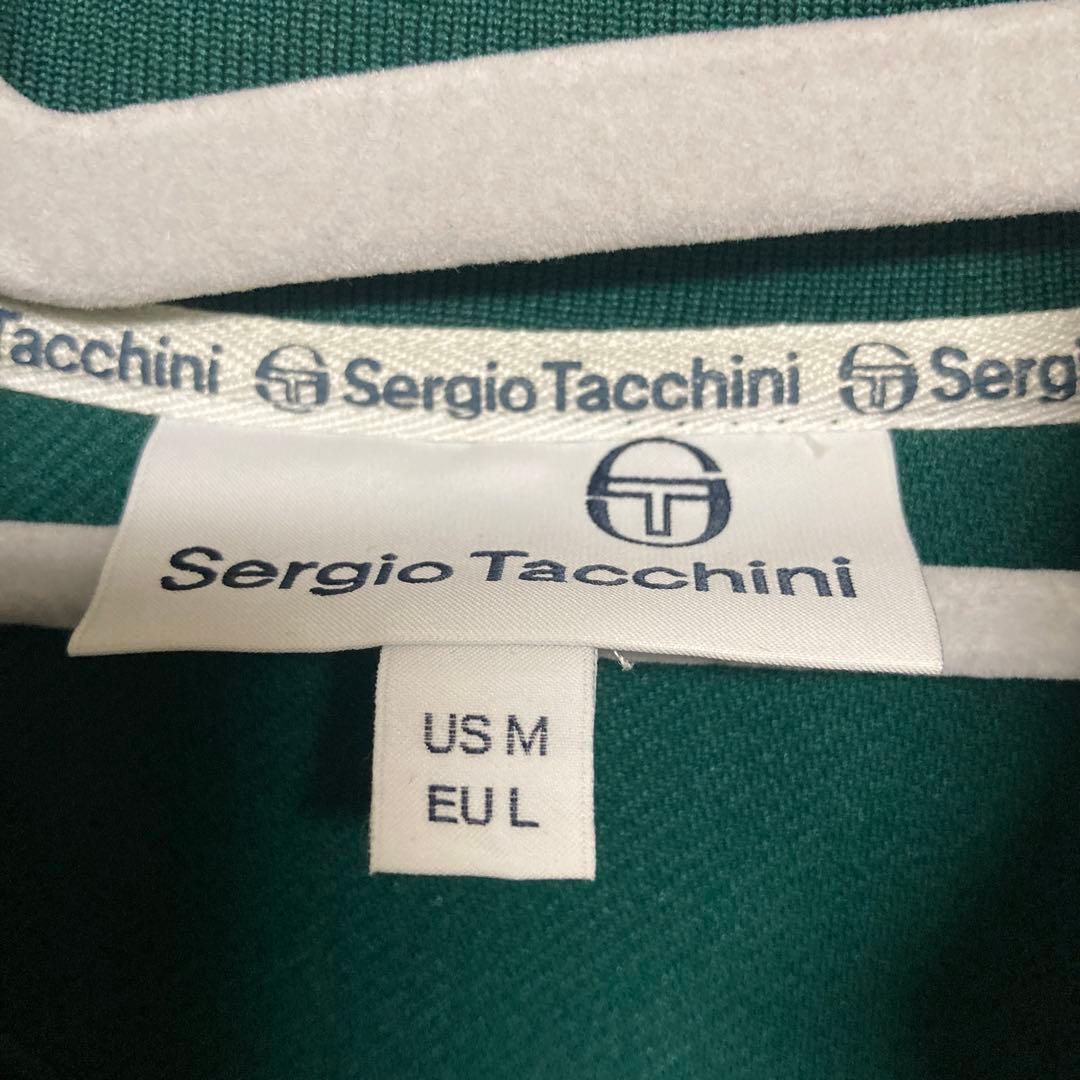 Tacchini Sergio Tacchini Serg
Sergio Tacchini
US M
EU L